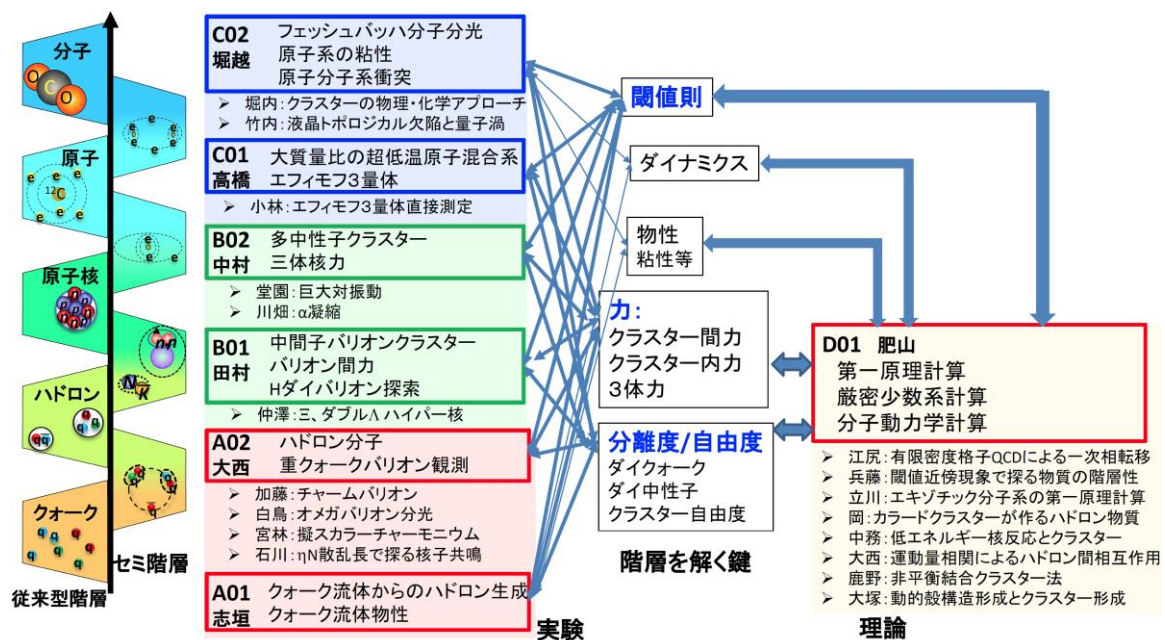 分子
O
C
O
原子
e
e
e
e
e
e
¹²C
原子核
ハドロン
qq̄
クォーク
従来型階層
セミ階層
C02 フェッシュバッハ分子分光
堀越 原子系の粘性
原子分子系衝突
➢ 堀内：クラスターの物理・化学アプローチ
➢ 竹内：液晶トポロジカル欠陥と量子渦
C01 大質量比の超低温原子混合系
高橋 エフィモフ3量体
➢ 小林：エフィモフ3量体直接測定
B02 多中性子クラスター
中村 三体核力
➢ 堂園：巨大対振動
➢ 川畑：α凝縮
B01 中間子バリオンクラスター
田村 バリオン間力
Hダイバリオン探索
➢ 仲澤：Ξ、ダブルΛ ハイパー核
A02 ハドロン分子
大西 重クォークバリオン観測
➢ 加藤：チャームバリオン
➢ 白鳥：オメガバリオン分光
➢ 宮林：擬スカラーチャーモニウム
➢ 石川：ηN散乱長で探る核子共鳴
A01 クォーク流体からのハドロン生成
志垣 クォーク流体物性
実験
閾値則
ダイナミクス
物性
粘性等
力：
クラスター間力
クラスター内力
3体力
分離度/自由度
ダイクォーク
ダイ中性子
クラスター自由度
階層を解く鍵
D01 肥山
第一原理計算
厳密少数系計算
分子動力学計算
➢ 江尻：有限密度格子QCDによる一次相転移
➢ 兵藤：閾値近傍現象で探る物質の階層性
➢ 立川：エキゾチック分子系の第一原理計算
➢ 岡：カラードクラスターが作るハドロン物質
➢ 中務：低エネルギー核反応とクラスター
➢ 大西：運動量相関によるハドロン間相互作用
➢ 鹿野：非平衡結合クラスター法
➢ 大塚：動的殻構造形成とクラスター形成
理論